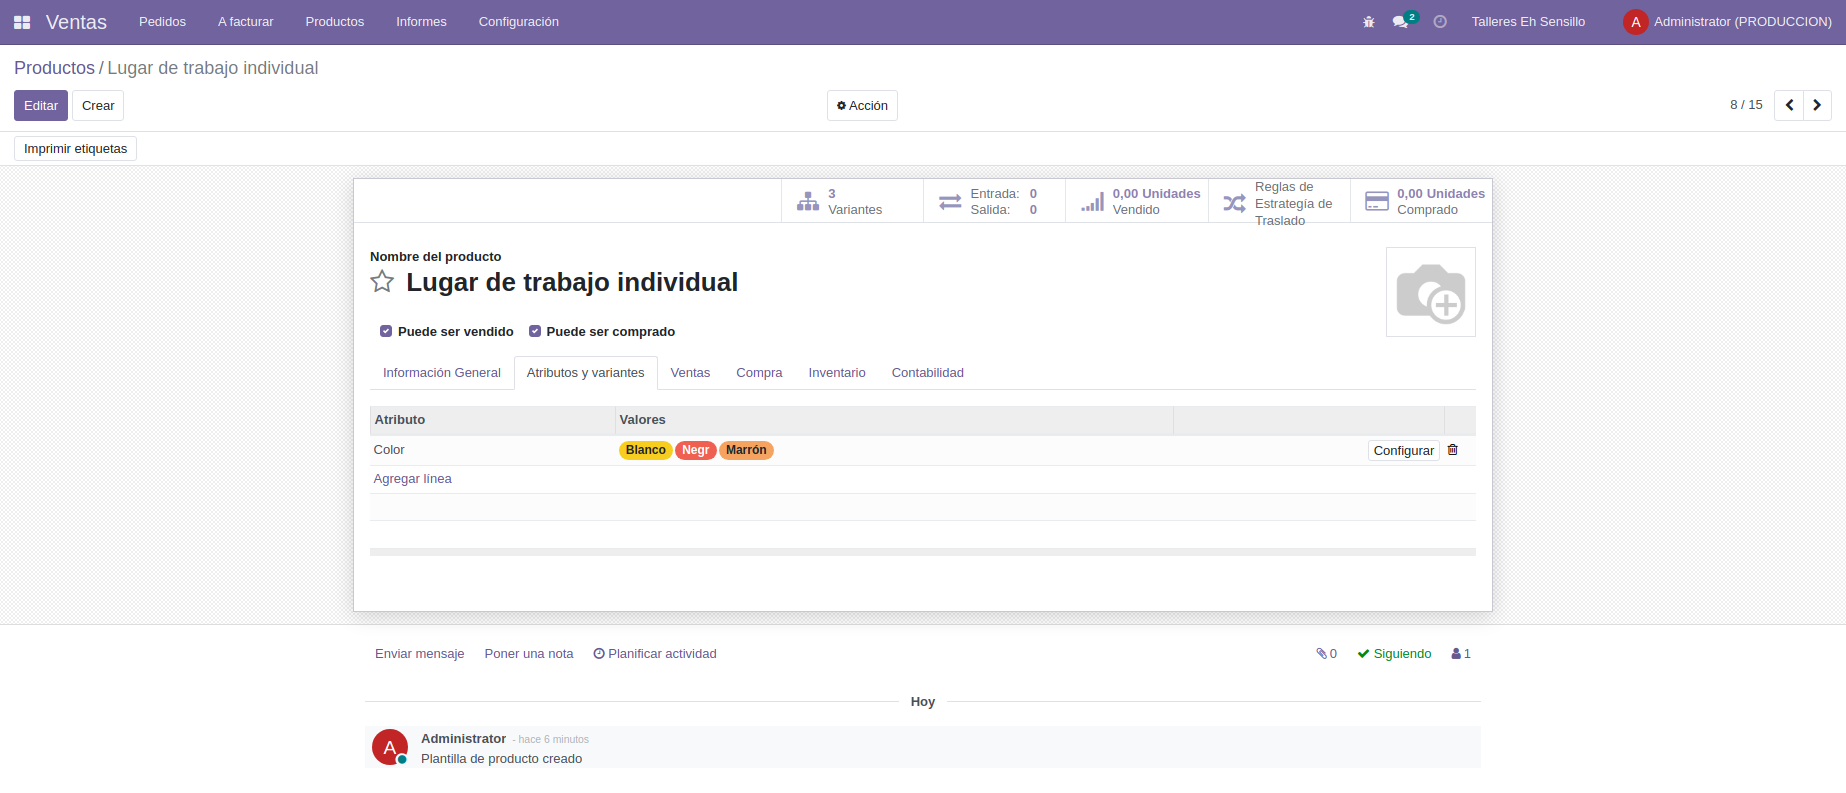 Ventas Pedidos A facturar Productos Informes Configuración 2 Talleres Eh Sensillo A Administrator (PRODUCCION)
Productos / Lugar de trabajo individual
Editar Crear Acción 8 / 15
Imprimir etiquetas
3 Variantes
Entrada: 0
Salida: 0
0,00 Unidades
Vendido
Reglas de
Estrategía de
Traslado
0,00 Unidades
Comprado
Nombre del producto
Lugar de trabajo individual
Puede ser vendido Puede ser comprado
Información General Atributos y variantes Ventas Compra Inventario Contabilidad
Atributo Valores
Color Blanco Negr Marrón Configurar
Agregar línea
Enviar mensaje Poner una nota Planificar actividad 0 Siguiendo 1
Hoy
A Administrator - hace 6 minutos
Plantilla de producto creado